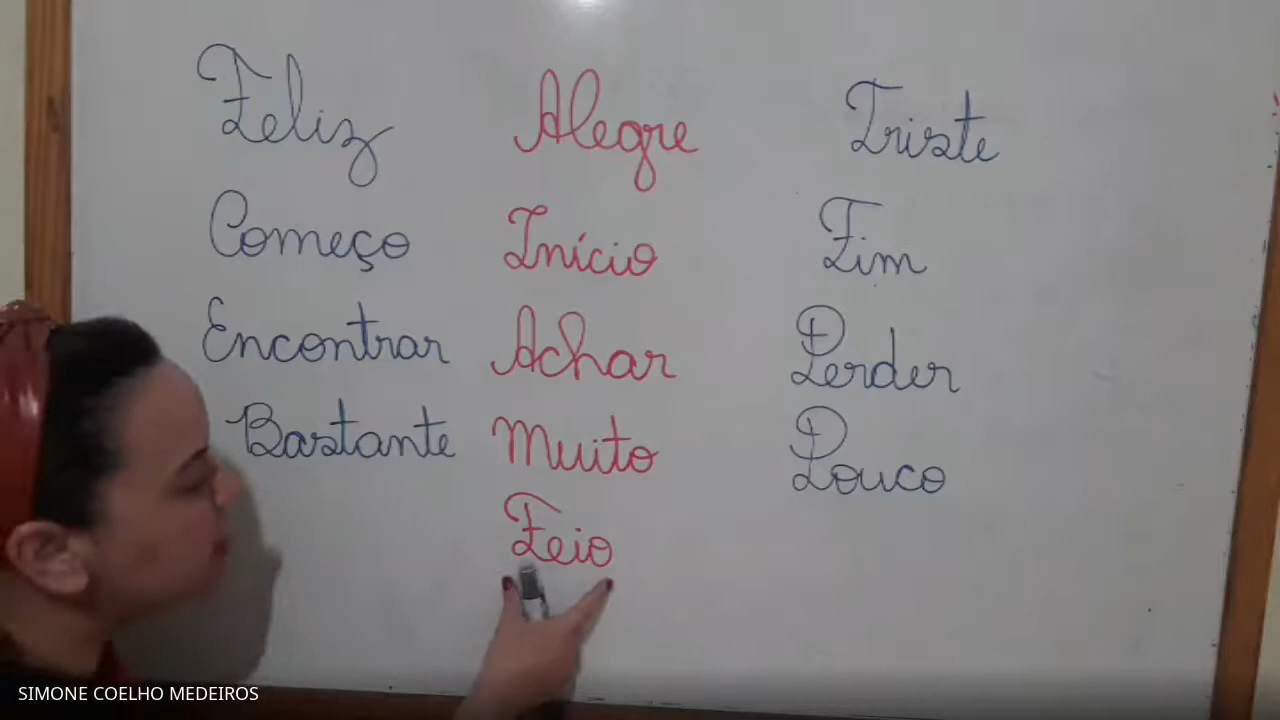 Feliz Alegre Triste
Começo Início Fim
Encontrar Achar Perder
Bastante Muito Pouco
Feio
SIMONE COELHO MEDEIROS